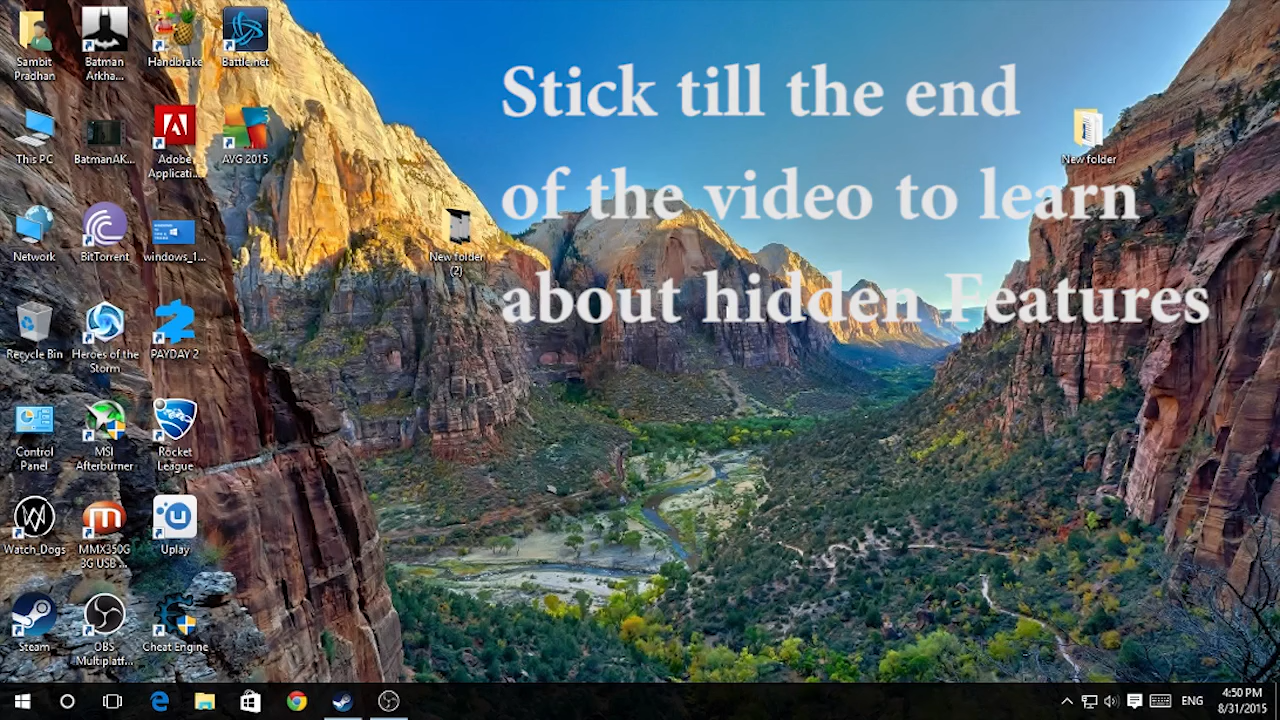 Sambit
Pradhan
Batman
Arkha...
Handbrake
Battle.net
This PC
BatmanAK...
Adobe
Applicati...
AVG 2015
Network
BitTorrent
windows_1...
Recycle Bin
Heroes of the
Storm
PAYDAY 2
Control
Panel
MSI
Afterburner
Rocket
League
Watch_Dogs
MMX350G
3G USB ...
Uplay
Steam
OBS
Multiplatf...
Cheat Engine
New folder
(2)
New folder
Stick till the end
of the video to learn
about hidden Features
ENG
4:50 PM
8/31/2015